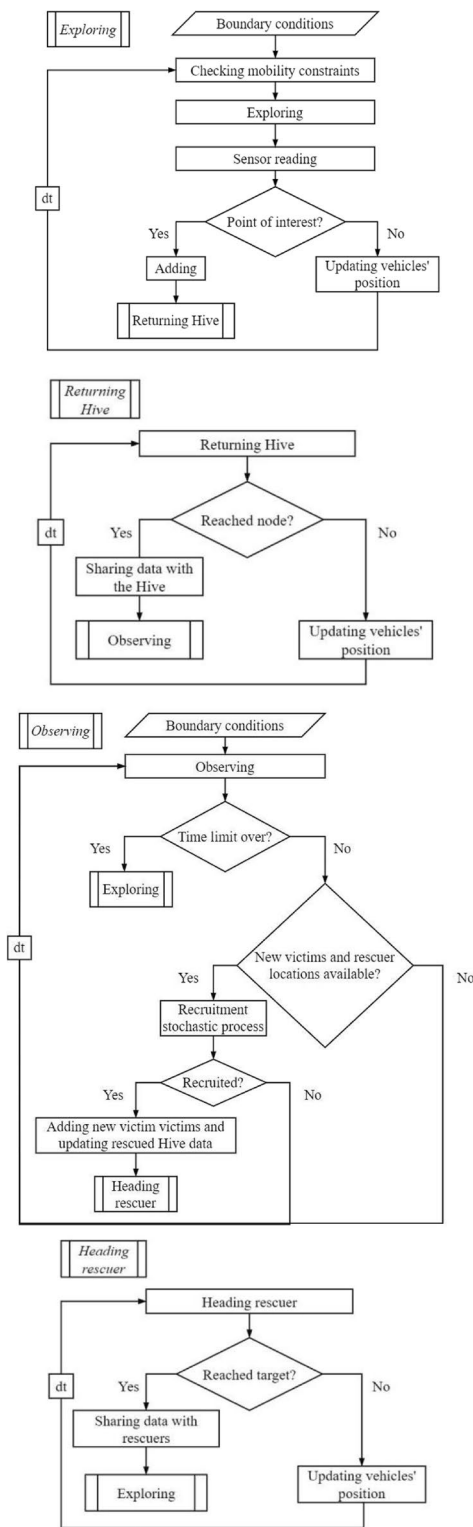 Exploring
Boundary conditions
Checking mobility constraints
Exploring
Sensor reading
dt
Point of interest?
Yes
No
Adding
Updating vehicles'
position
Returning Hive
Returning
Hive
Returning Hive
dt
Reached node?
Yes
No
Sharing data with
the Hive
Observing
Updating vehicles'
position
Observing
Boundary conditions
Observing
Time limit over?
Yes
No
Exploring
dt
New victims and rescuer
locations available?
Yes
No
Recruitment
stochastic process
Recruited?
Yes
No
Adding new victim victims and
updating rescued Hive data
Heading
rescuer
Heading
rescuer
Heading rescuer
dt
Reached target?
Yes
No
Sharing data with
rescuers
Exploring
Updating vehicles'
position